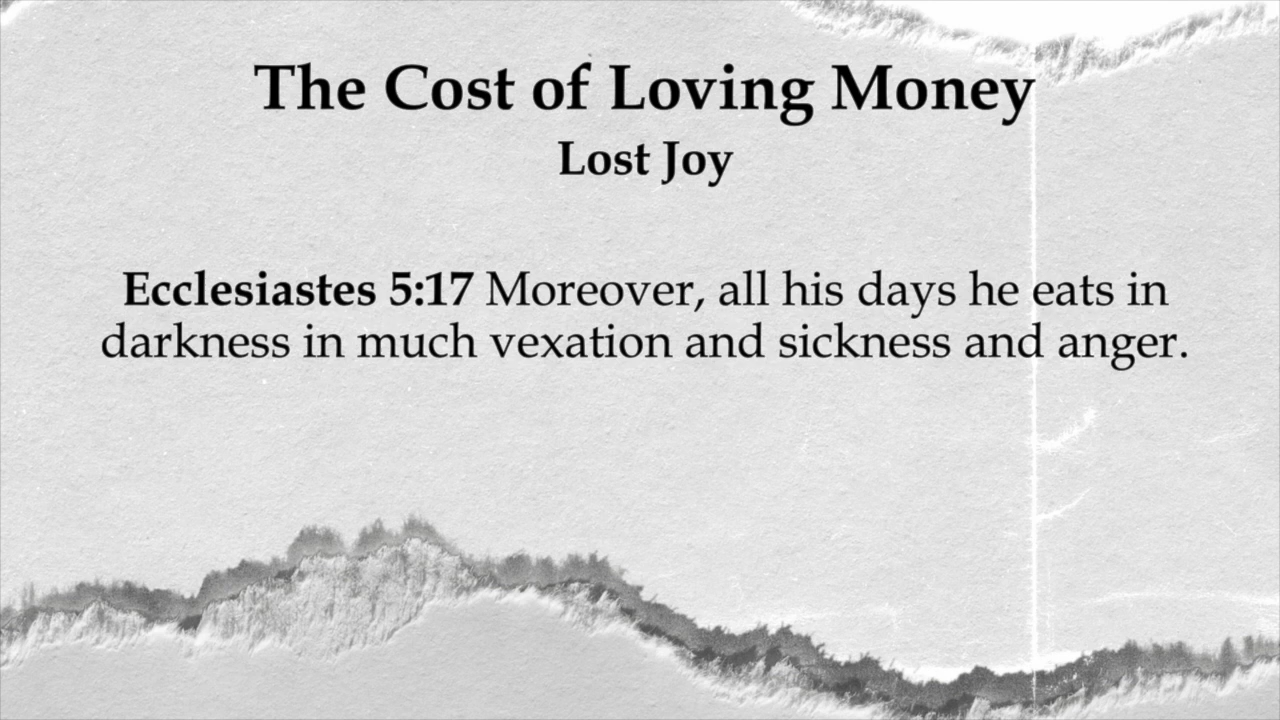 The Cost of Loving Money
Lost Joy
Ecclesiastes 5:17 Moreover, all his days he eats in
darkness in much vexation and sickness and anger.